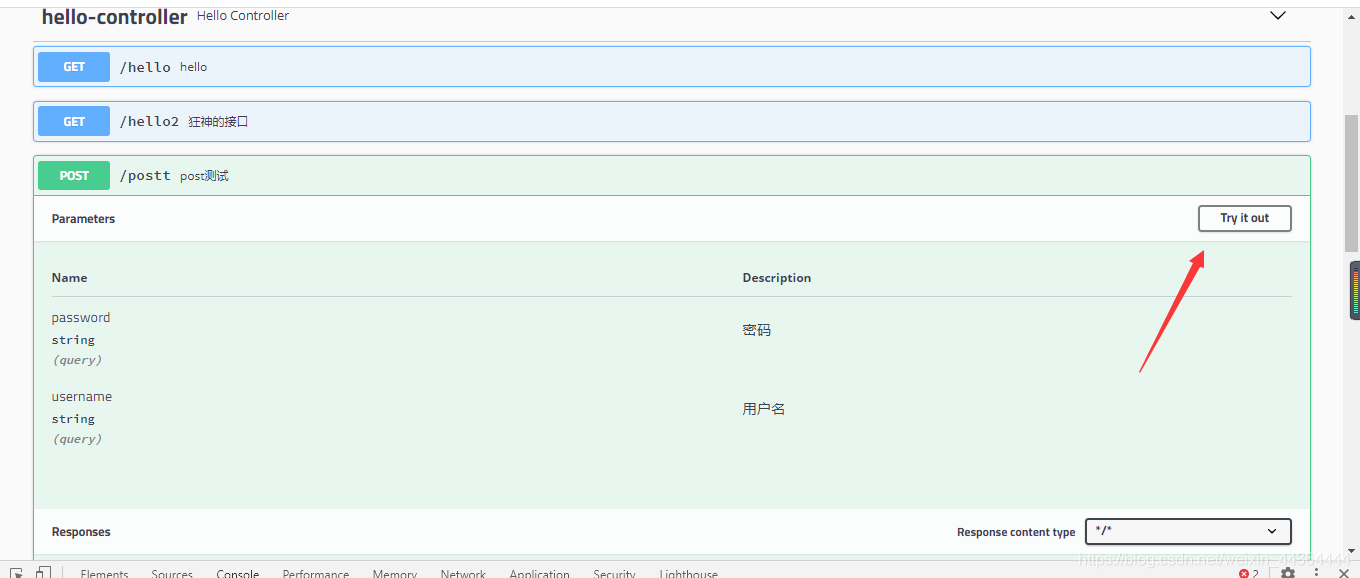 hello-controller Hello Controller
GET /hello hello
GET /hello2 狂神的接口
POST /postt post测试
Parameters Try it out
Name Description
password
string
(query)
密码
username
string
(query)
用户名
Responses Response content type */*
https://blog.csdn.net/weixin_44364444
Elements Sources Console Performance Memory Network Application Security Lighthouse 2